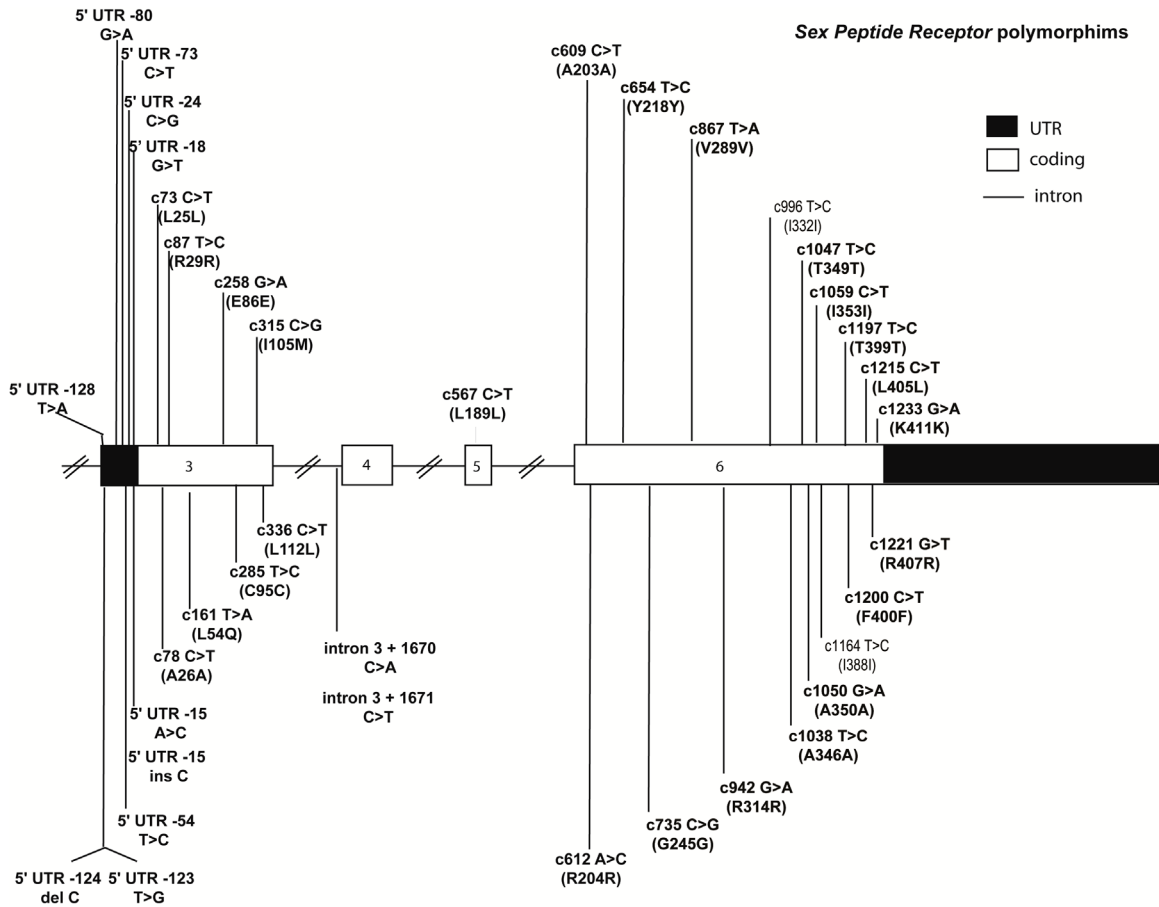 Sex Peptide Receptor polymorphims
UTR
coding
intron
5' UTR -80
G>A
5' UTR -73
C>T
5' UTR -24
C>G
5' UTR -18
G>T
c73 C>T
(L25L)
c87 T>C
(R29R)
c258 G>A
(E86E)
c315 C>G
(I105M)
5' UTR -128
T>A
c567 C>T
(L189L)
c609 C>T
(A203A)
c654 T>C
(Y218Y)
c867 T>A
(V289V)
c996 T>C
(I332I)
c1047 T>C
(T349T)
c1059 C>T
(I353I)
c1197 T>C
(T399T)
c1215 C>T
(L405L)
c1233 G>A
(K411K)
3
4
5
6
c336 C>T
(L112L)
c285 T>C
(C95C)
c161 T>A
(L54Q)
c78 C>T
(A26A)
5' UTR -15
A>C
5' UTR -15
ins C
5' UTR -54
T>C
5' UTR -124
del C
5' UTR -123
T>G
intron 3 + 1670
C>A
intron 3 + 1671
C>T
c1221 G>T
(R407R)
c1200 C>T
(F400F)
c1164 T>C
(I388I)
c1050 G>A
(A350A)
c1038 T>C
(A346A)
c942 G>A
(R314R)
c735 C>G
(G245G)
c612 A>C
(R204R)